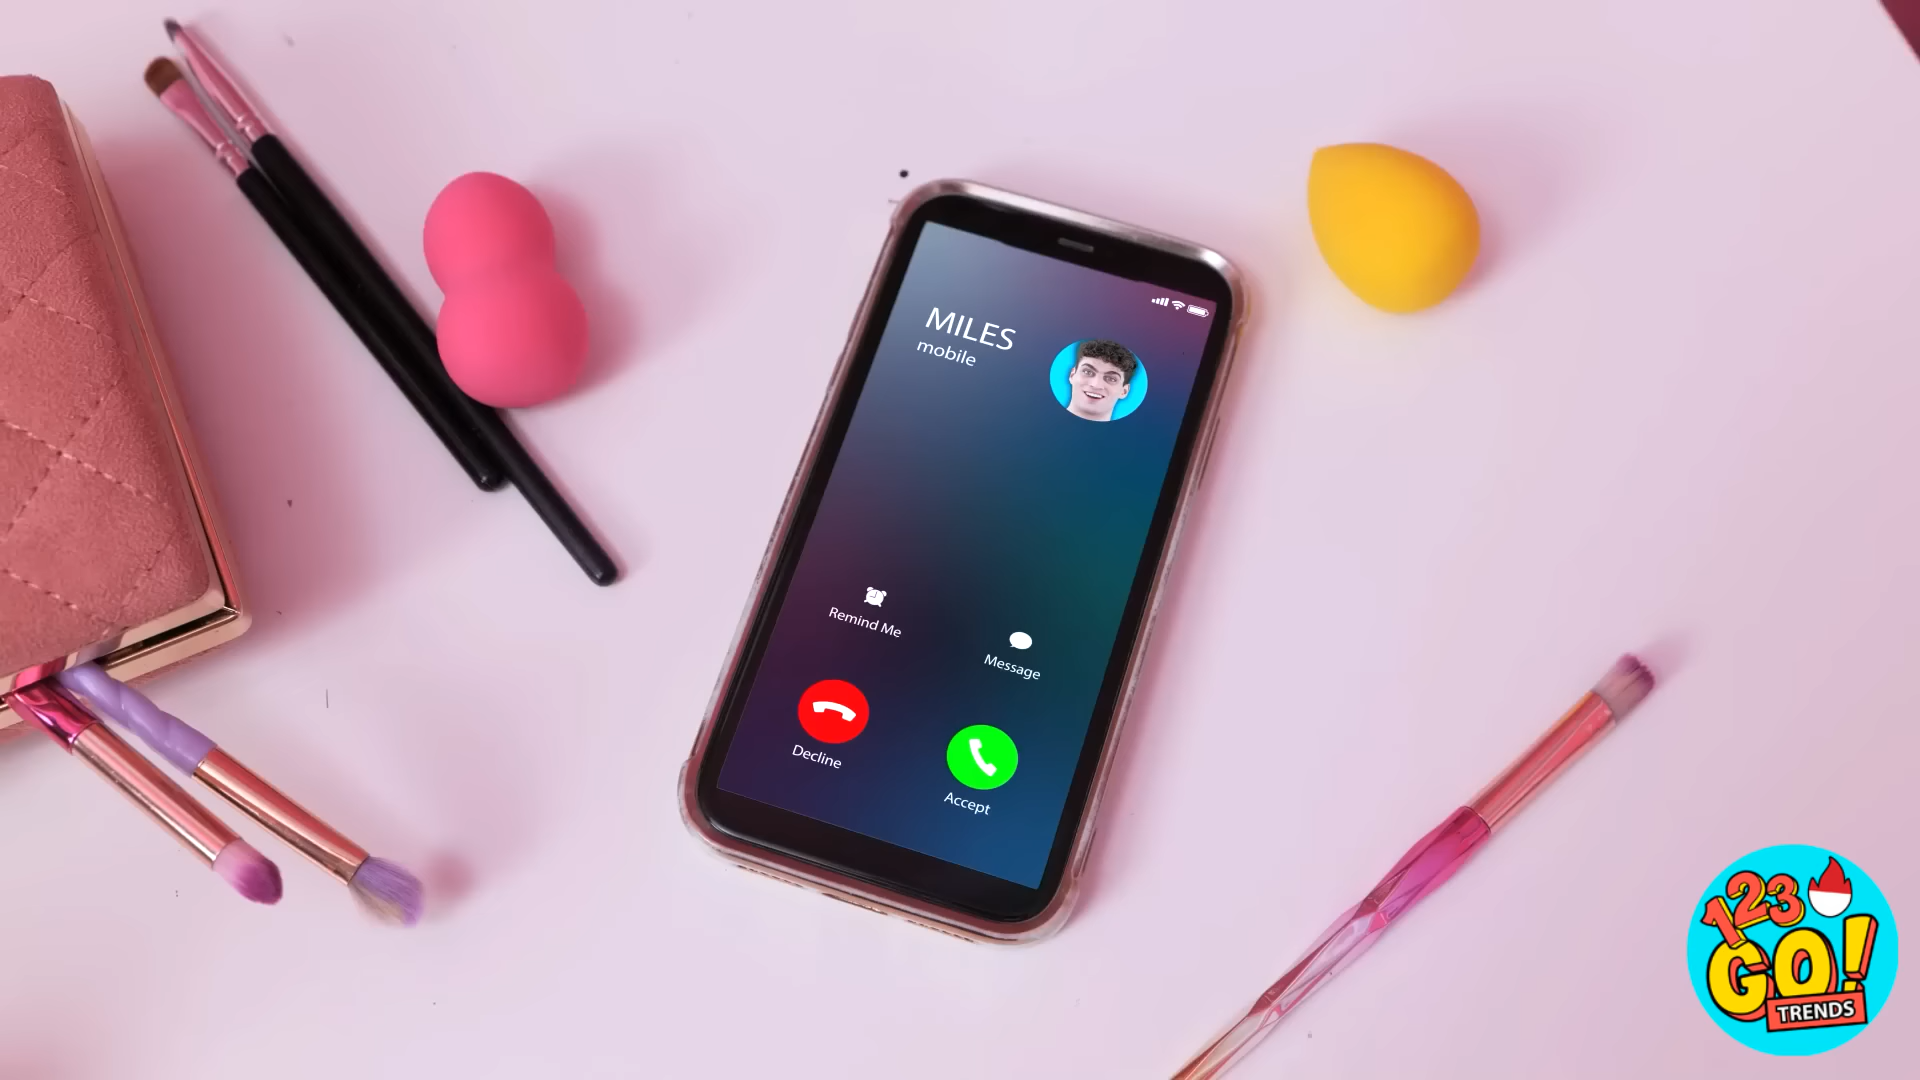 MILES
mobile
Remind Me
Message
Decline
Accept
123
GO!
TRENDS